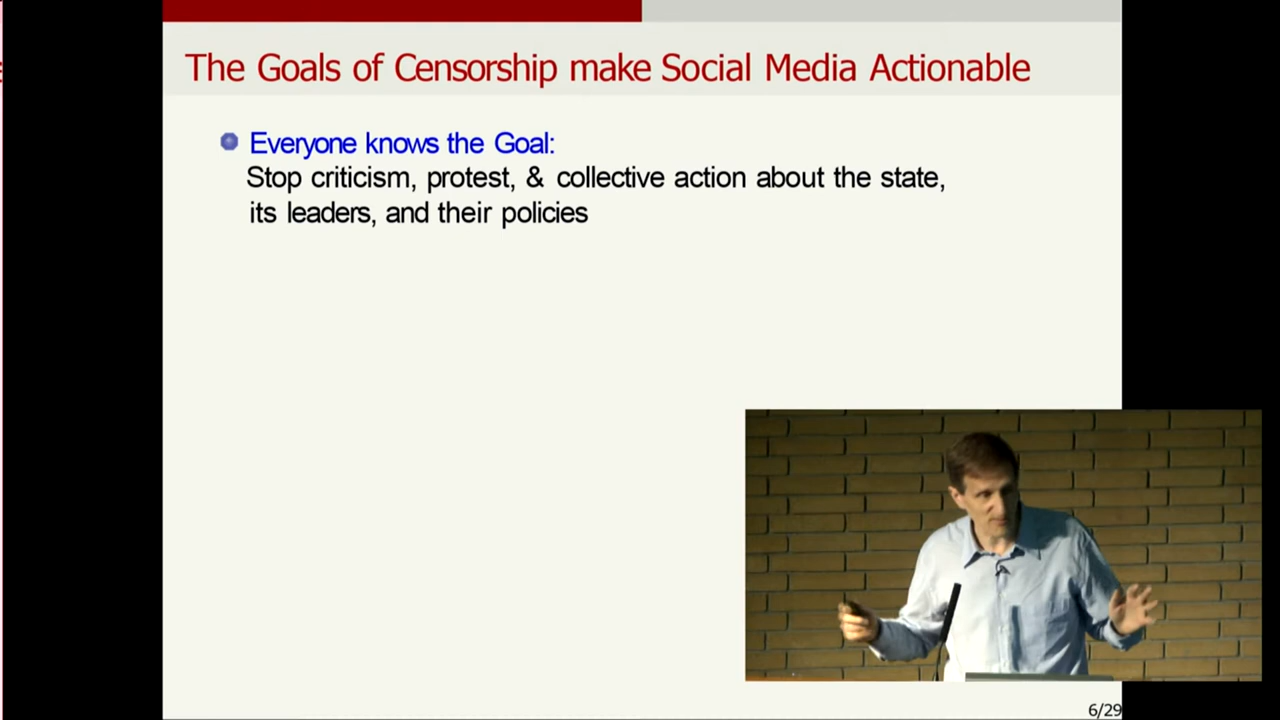 The Goals of Censorship make Social Media Actionable
Everyone knows the Goal:
Stop criticism, protest, & collective action about the state,
its leaders, and their policies
6/29